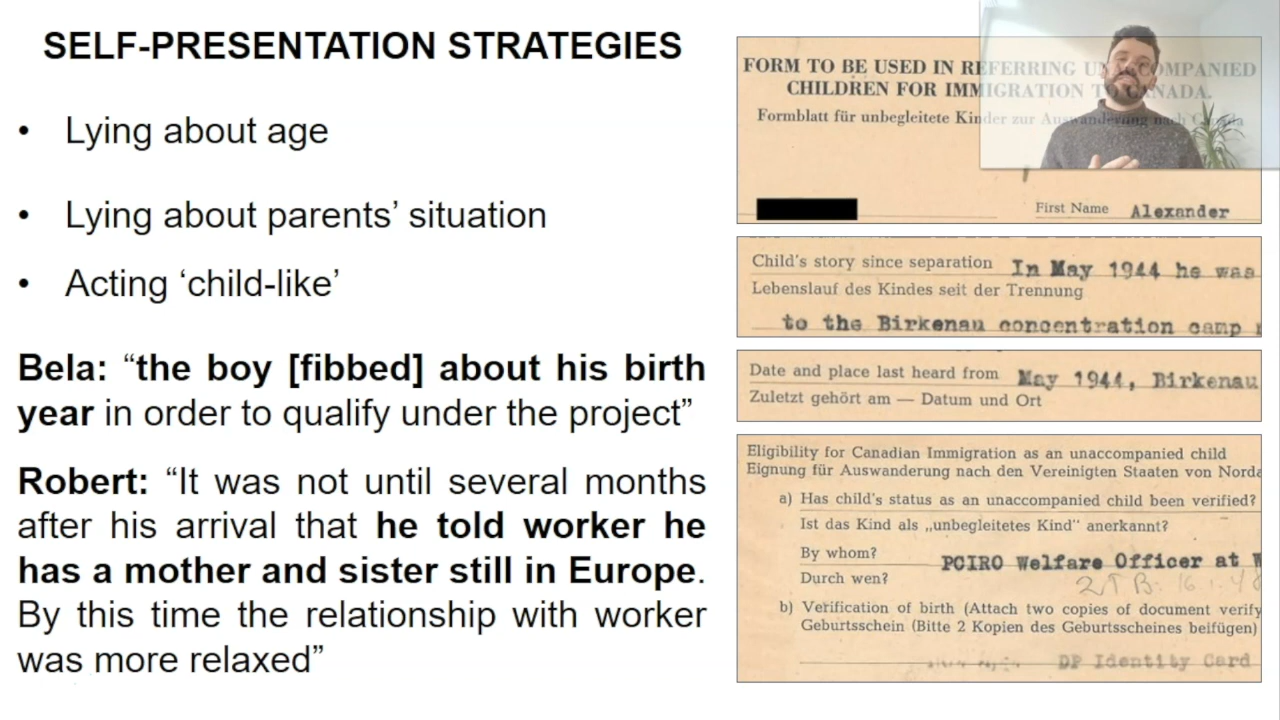 SELF-PRESENTATION STRATEGIES
• Lying about age
• Lying about parents’ situation
• Acting ‘child-like’
Bela: “the boy [fibbed] about his birth
year in order to qualify under the project”
Robert: “It was not until several months
after his arrival that he told worker he
has a mother and sister still in Europe.
By this time the relationship with worker
was more relaxed”
FORM TO BE USED IN REFERRING UNACCOMPANIED
CHILDREN FOR IMMIGRATION TO CANADA.
Formblatt für unbegleitete Kinder zur Auswanderung nach Canada
First Name Alexander
Child's story since separation In May 1944 he was
Lebenslauf des Kindes seit der Trennung
to the Birkenau concentration camp
Date and place last heard from May 1944, Birkenau
Zuletzt gehört am — Datum und Ort
Eligibility for Canadian Immigration as an unaccompanied child
Eignung für Auswanderung nach den Vereinigten Staaten von Norda
a) Has child's status as an unaccompanied child been verified?
Ist das Kind als „unbegleitetes Kind" anerkannt?
By whom? PCIRO Welfare Officer at W
Durch wen?
b) Verification of birth (Attach two copies of document verify
Geburtsschein (Bitte 2 Kopien des Geburtsscheines beifügen)
DP Identity Card